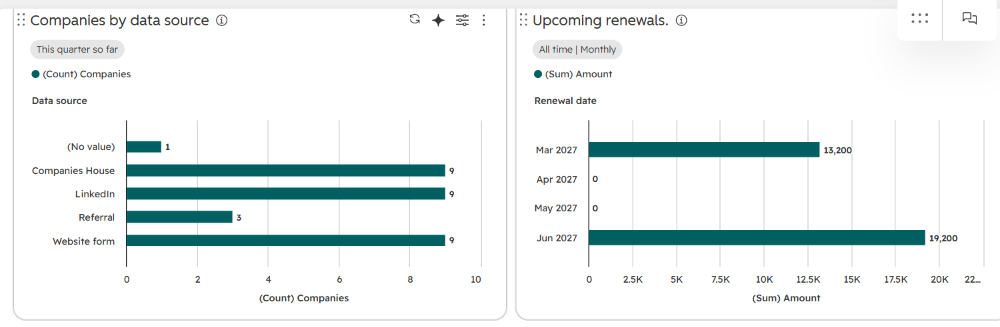 Companies by data source
This quarter so far
(Count) Companies
Data source
(No value) 1
Companies House 9
LinkedIn 9
Referral 3
Website form 9
0 2 4 6 8 10
(Count) Companies
Upcoming renewals.
All time | Monthly
(Sum) Amount
Renewal date
Mar 2027 13,200
Apr 2027 0
May 2027 0
Jun 2027 19,200
0 2.5K 5K 7.5K 10K 12.5K 15K 17.5K 20K 22...
(Sum) Amount